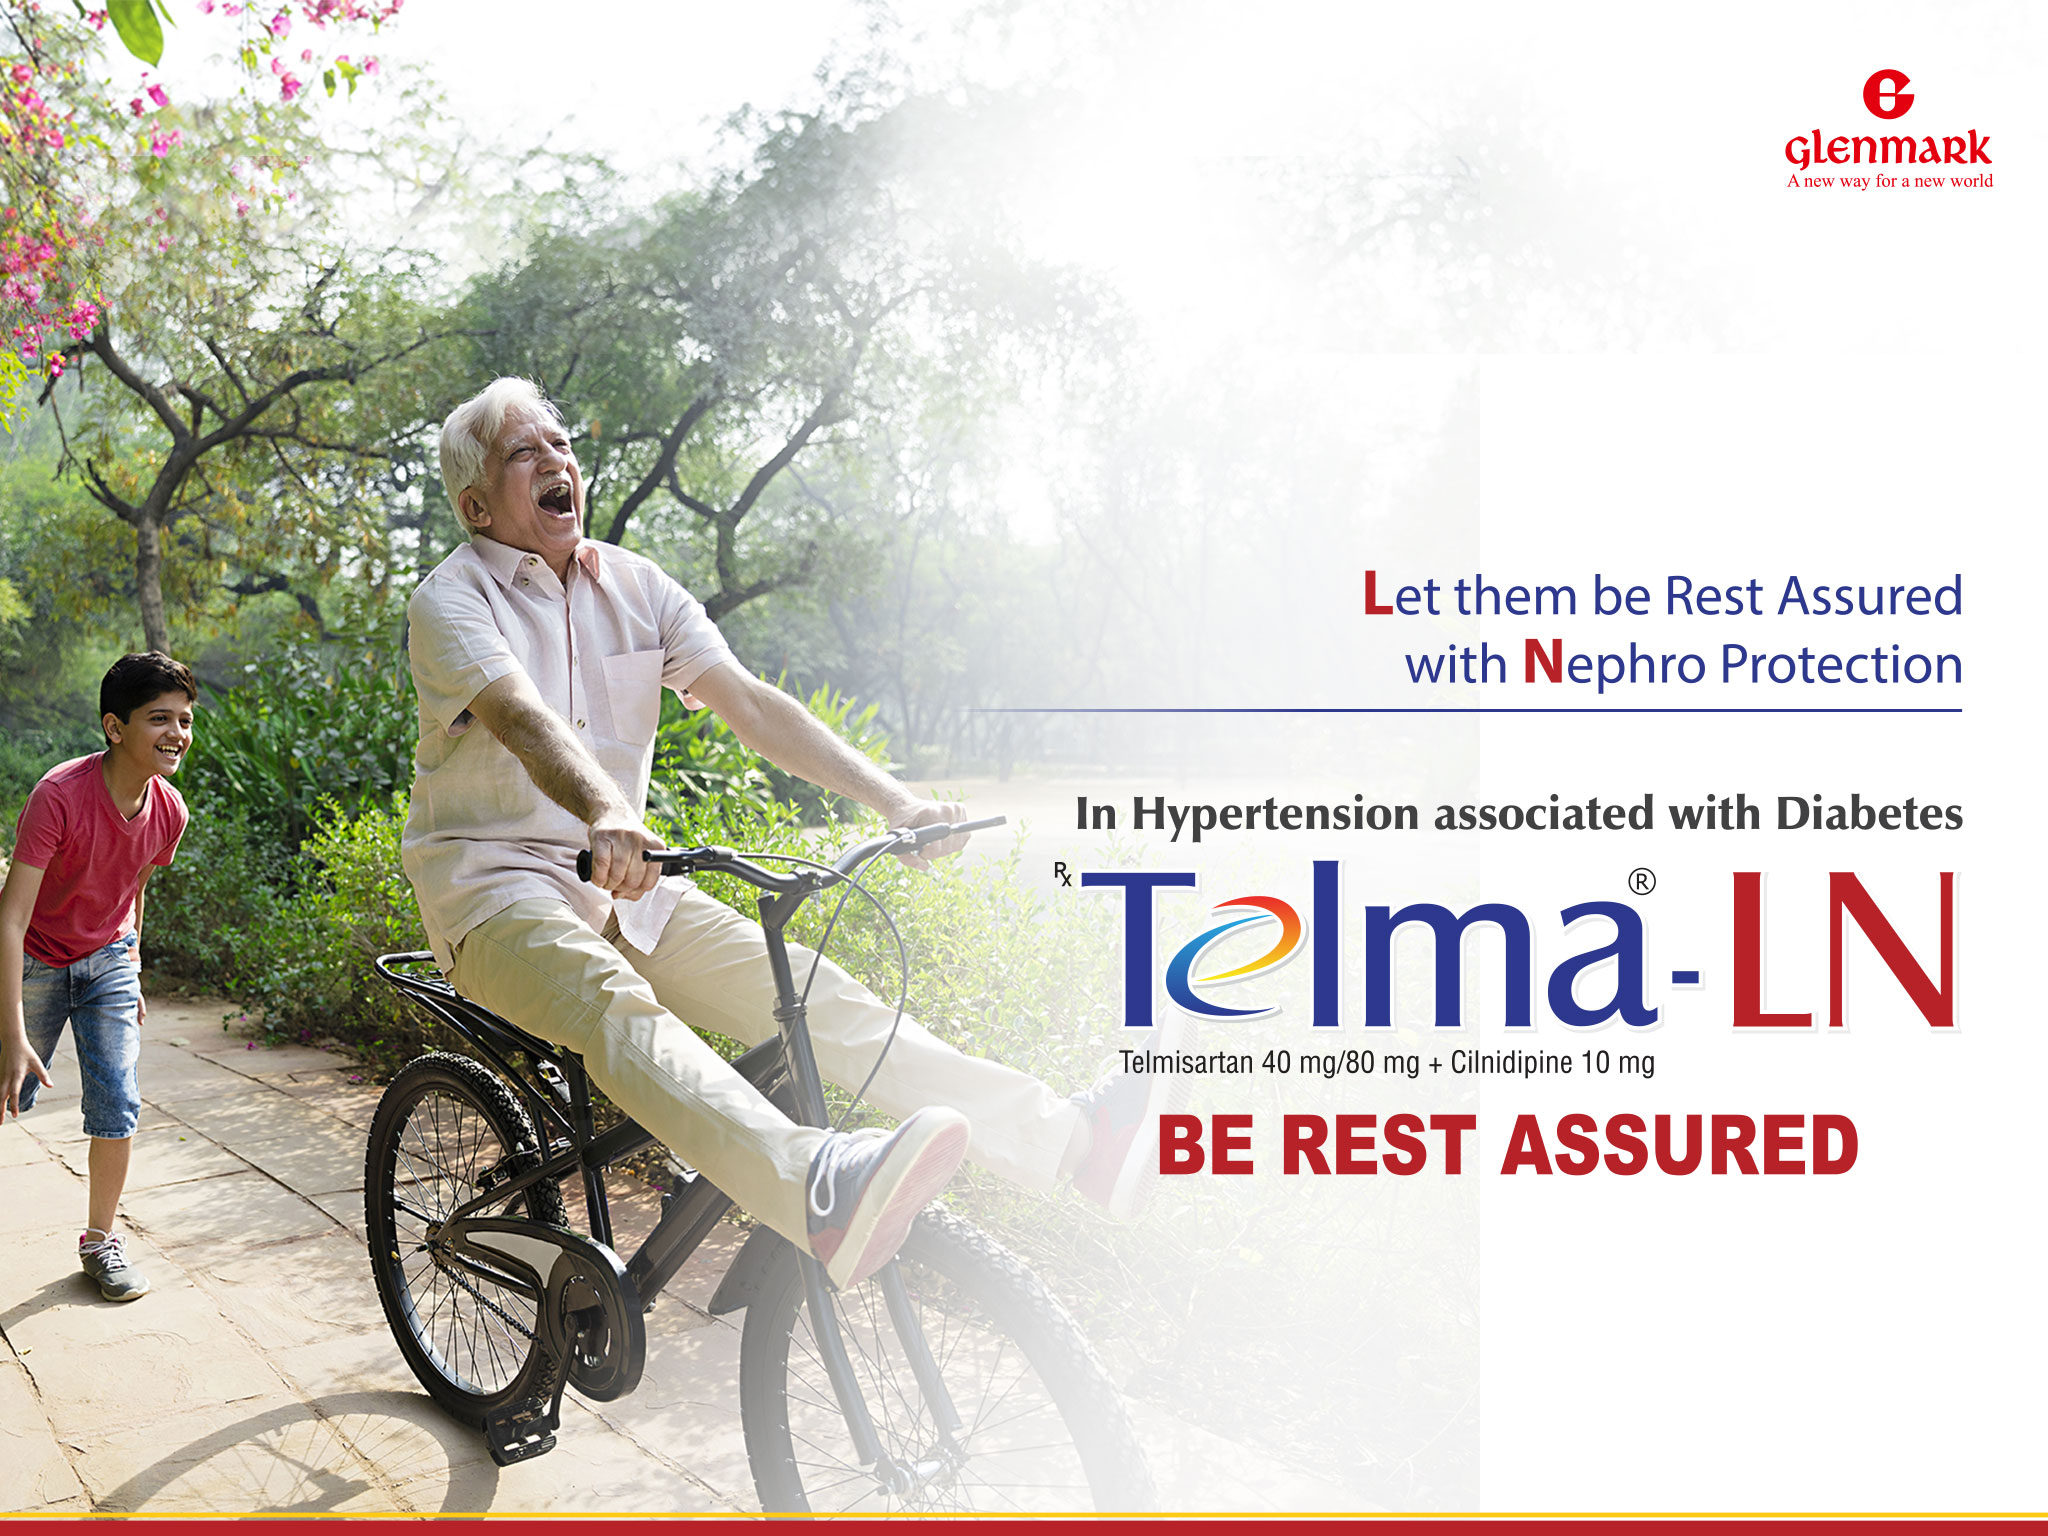 GLENMARK
A new way for a new world
Let them be Rest Assured
with Nephro Protection
In Hypertension associated with Diabetes
Rx Telma®-LN
Telmisartan 40 mg/80 mg + Cilnidipine 10 mg
BE REST ASSURED